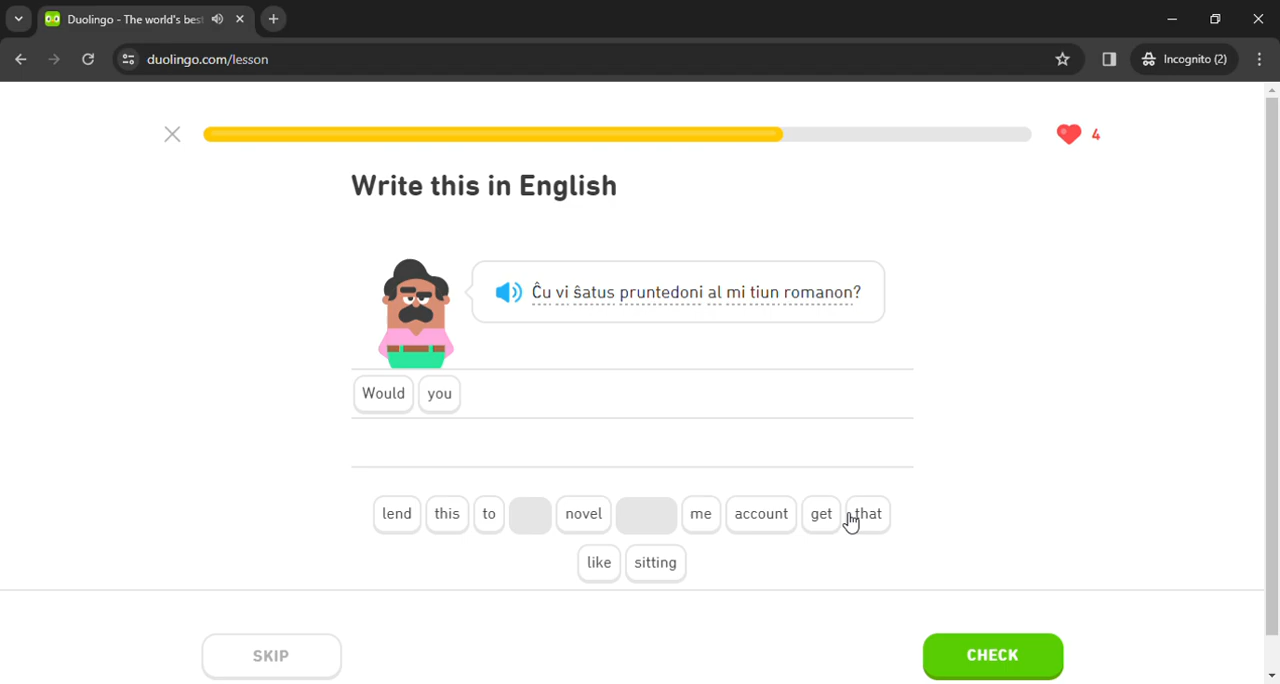 Duolingo - The world's bes
duolingo.com/lesson
Incognito (2)
4
Write this in English
Ĉu vi ŝatus pruntedoni al mi tiun romanon?
Would you
lend this to novel me account get that
like sitting
SKIP
CHECK